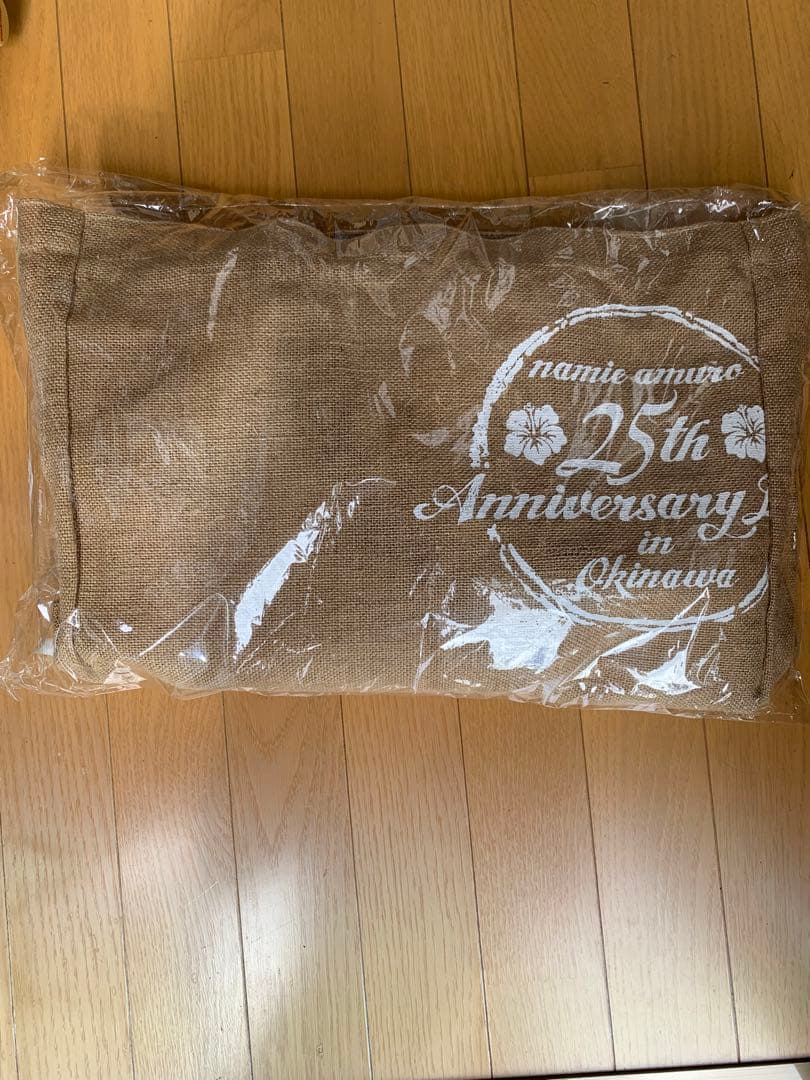 namie amuro
25th
Anniversary
in
Okinawa